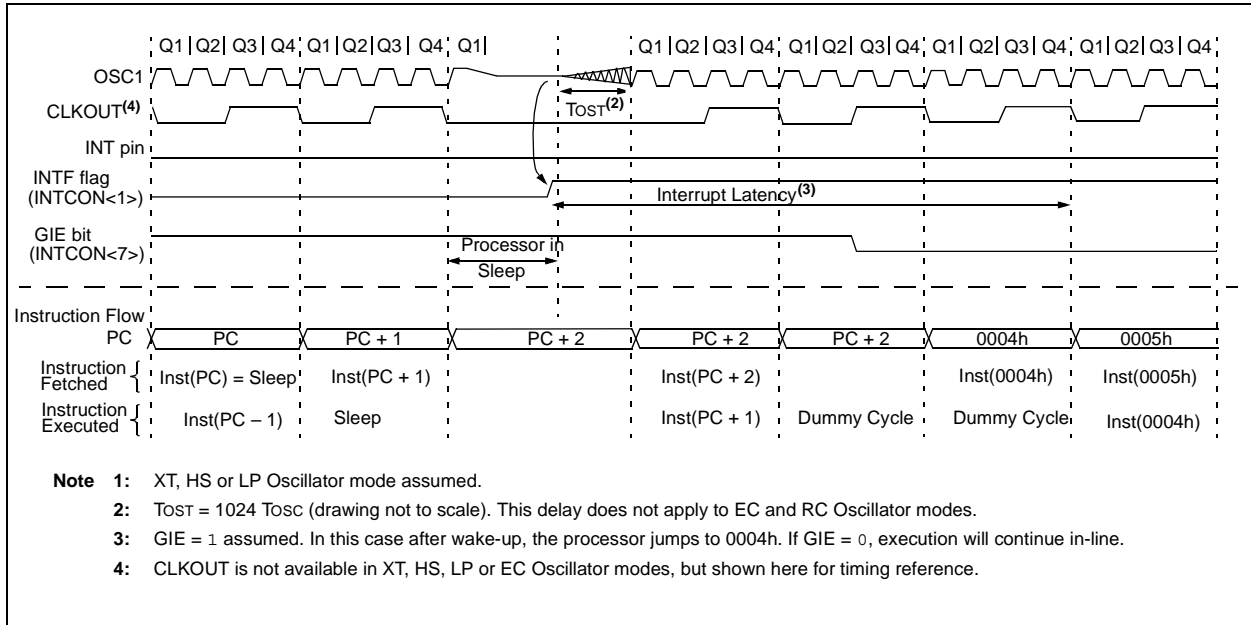 Q1 Q2 Q3 Q4 Q1 Q2 Q3 Q4 Q1 Q1 Q2 Q3 Q4 Q1 Q2 Q3 Q4 Q1 Q2 Q3 Q4 Q1 Q2 Q3 Q4
OSC1
TOST(2)
CLKOUT(4)
INT pin
INTF flag
(INTCON<1>)
Interrupt Latency(3)
GIE bit
(INTCON<7>)
Processor in
Sleep
Instruction Flow
PC PC PC + 1 PC + 2 PC + 2 PC + 2 0004h 0005h
Instruction
Fetched
Inst(PC) = Sleep Inst(PC + 1) Inst(PC + 2) Inst(0004h) Inst(0005h)
Instruction
Executed
Inst(PC – 1) Sleep Inst(PC + 1) Dummy Cycle Dummy Cycle Inst(0004h)
Note 1: XT, HS or LP Oscillator mode assumed.
2: TOST = 1024 TOSC (drawing not to scale). This delay does not apply to EC and RC Oscillator modes.
3: GIE = 1 assumed. In this case after wake-up, the processor jumps to 0004h. If GIE = 0, execution will continue in-line.
4: CLKOUT is not available in XT, HS, LP or EC Oscillator modes, but shown here for timing reference.